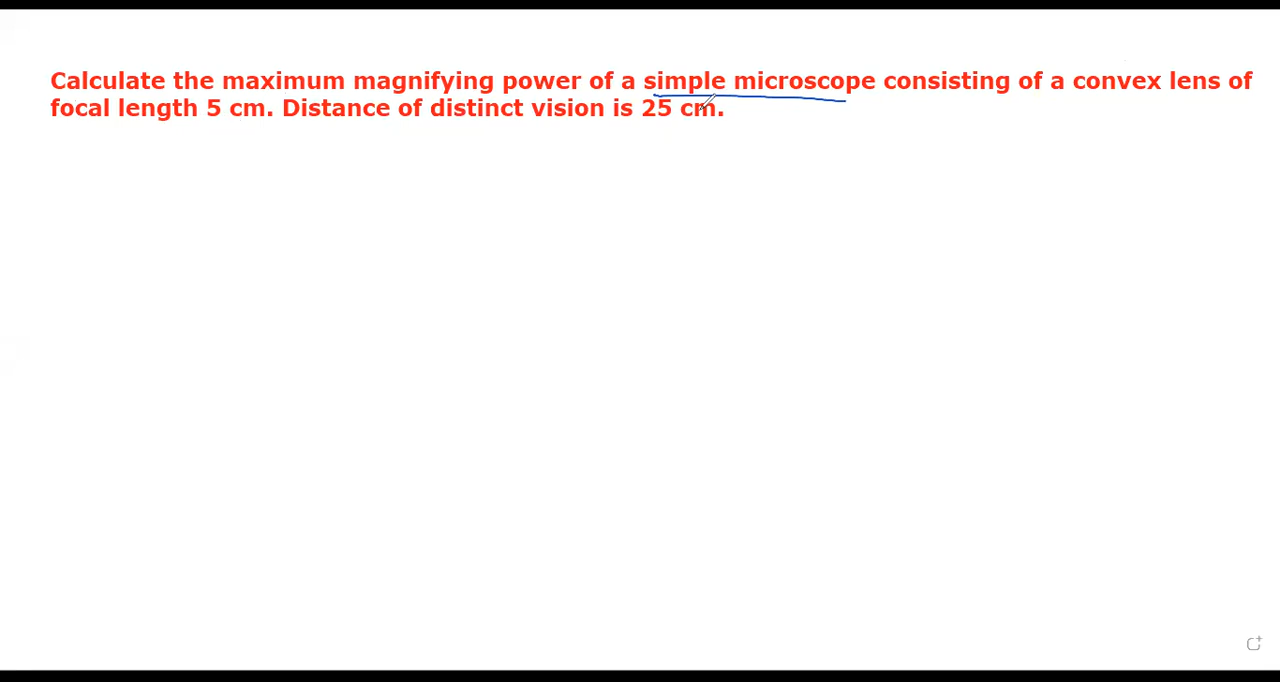 Calculate the maximum magnifying power of a simple microscope consisting of a convex lens of
focal length 5 cm. Distance of distinct vision is 25 cm.